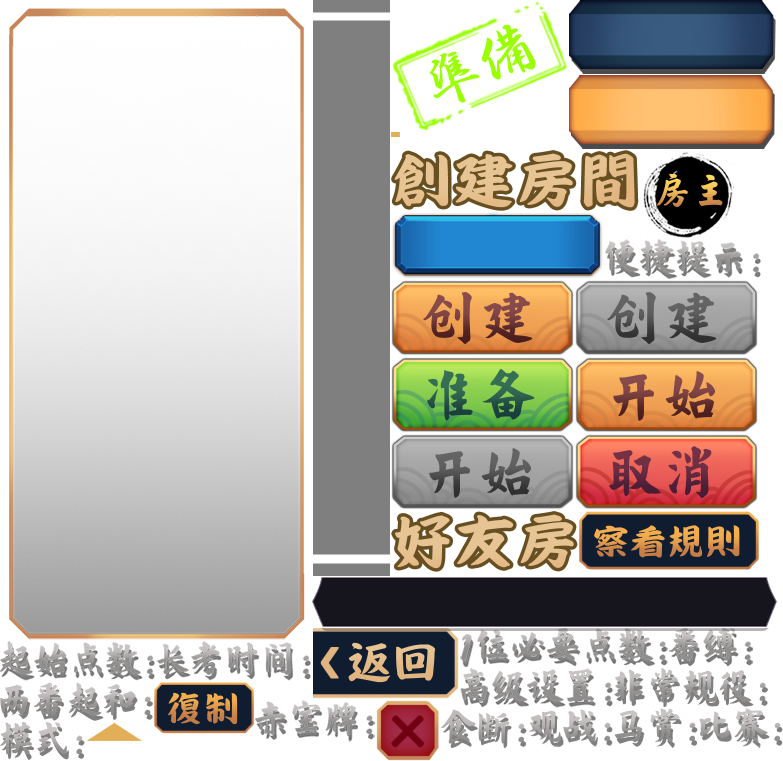 準備
創建房間
房主
便捷提示:
创建
创建
准备
开始
开始
取消
好友房
察看規則
起始点数:长考时间:
く返回
1位必要点数:番缚:
两番起和:
復制
赤宝牌:
高级设置:非常规役:
模式:
食断:观战:马赏:比赛: